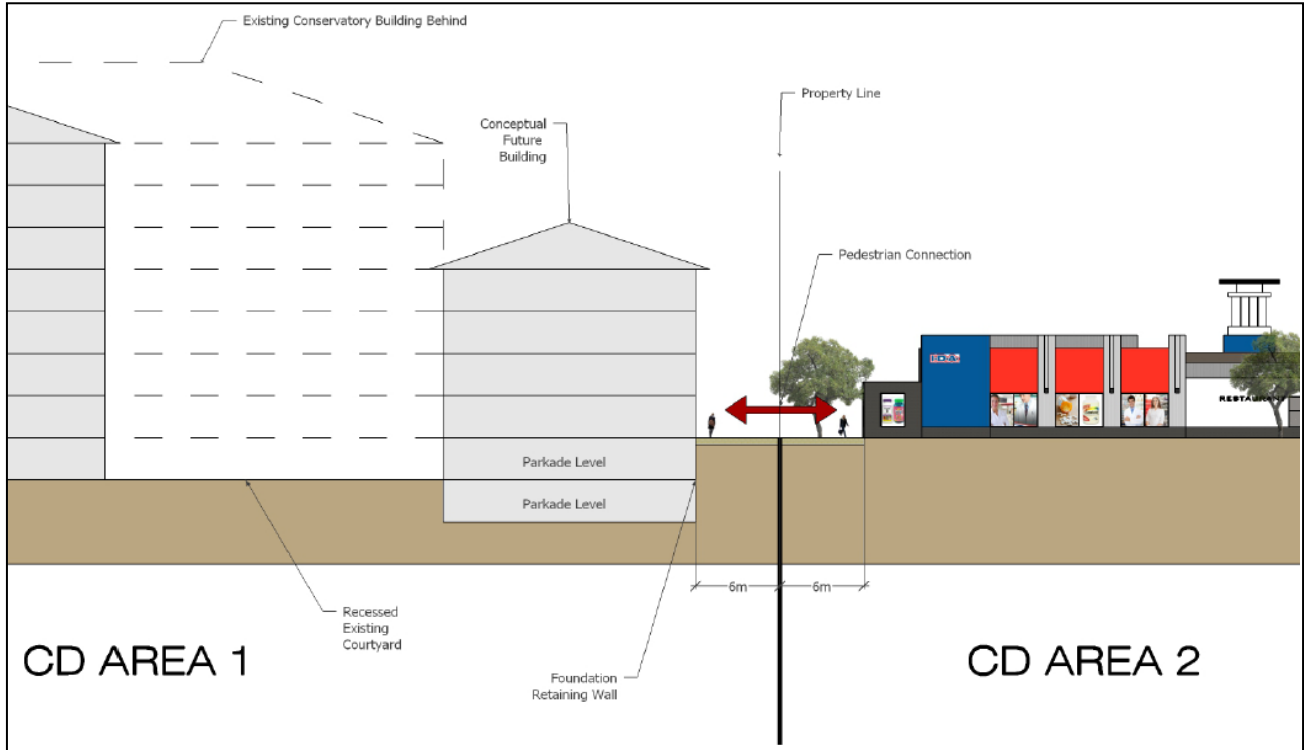 Existing Conservatory Building Behind
Property Line
Conceptual
Future
Building
Pedestrian Connection
RESTAURANT
Parkade Level
Parkade Level
6m
6m
Recessed
Existing
Courtyard
CD AREA 1
CD AREA 2
Foundation
Retaining Wall